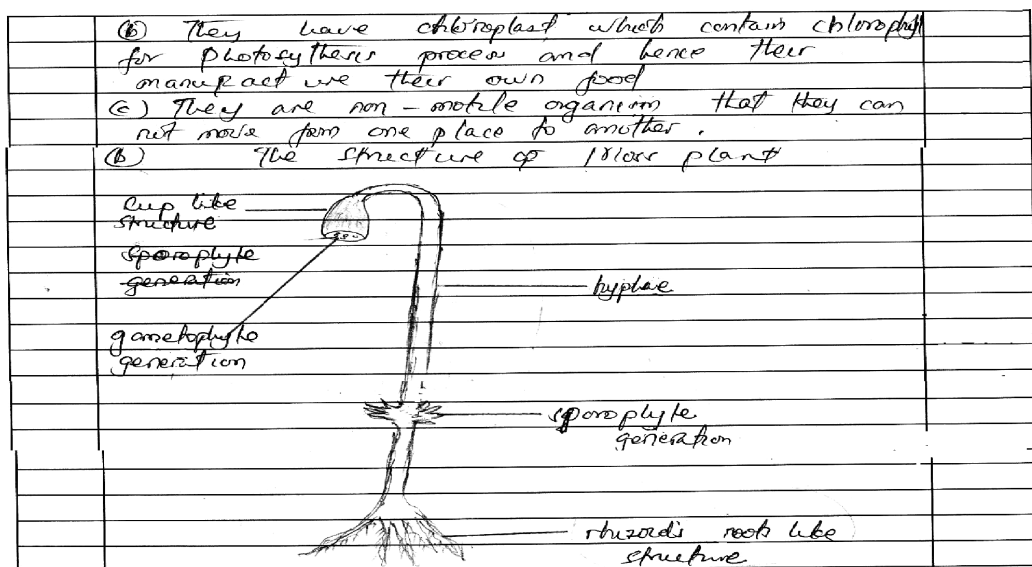 (b) They have chloroplast which contain chlorophyll
for photosythesis process and hence their
manufacture their own food
(c) They are non-motile organism that they can
not move from one place to another.
(b) The structure of Moss plant
Cup like
structure
sporophyte
generation
hyphae
gametophyte
generation
sporophyte
generation
rhizoids roots like
structure